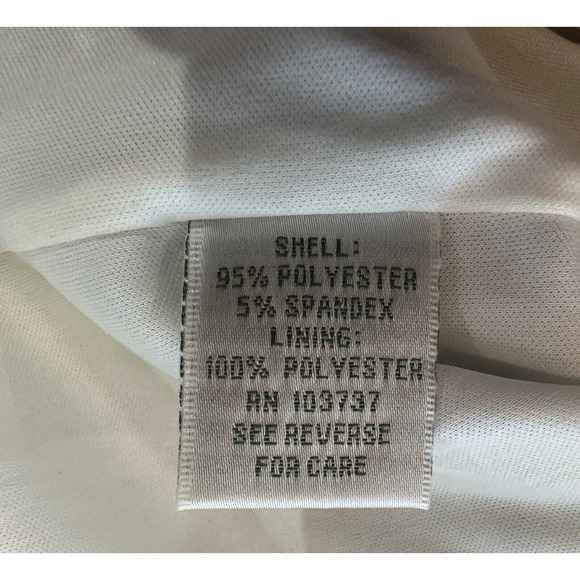 SHELL:
95% POLYESTER
5% SPANDEX
LINING:
100% POLYESTER
RN 103737
SEE REVERSE
FOR CARE